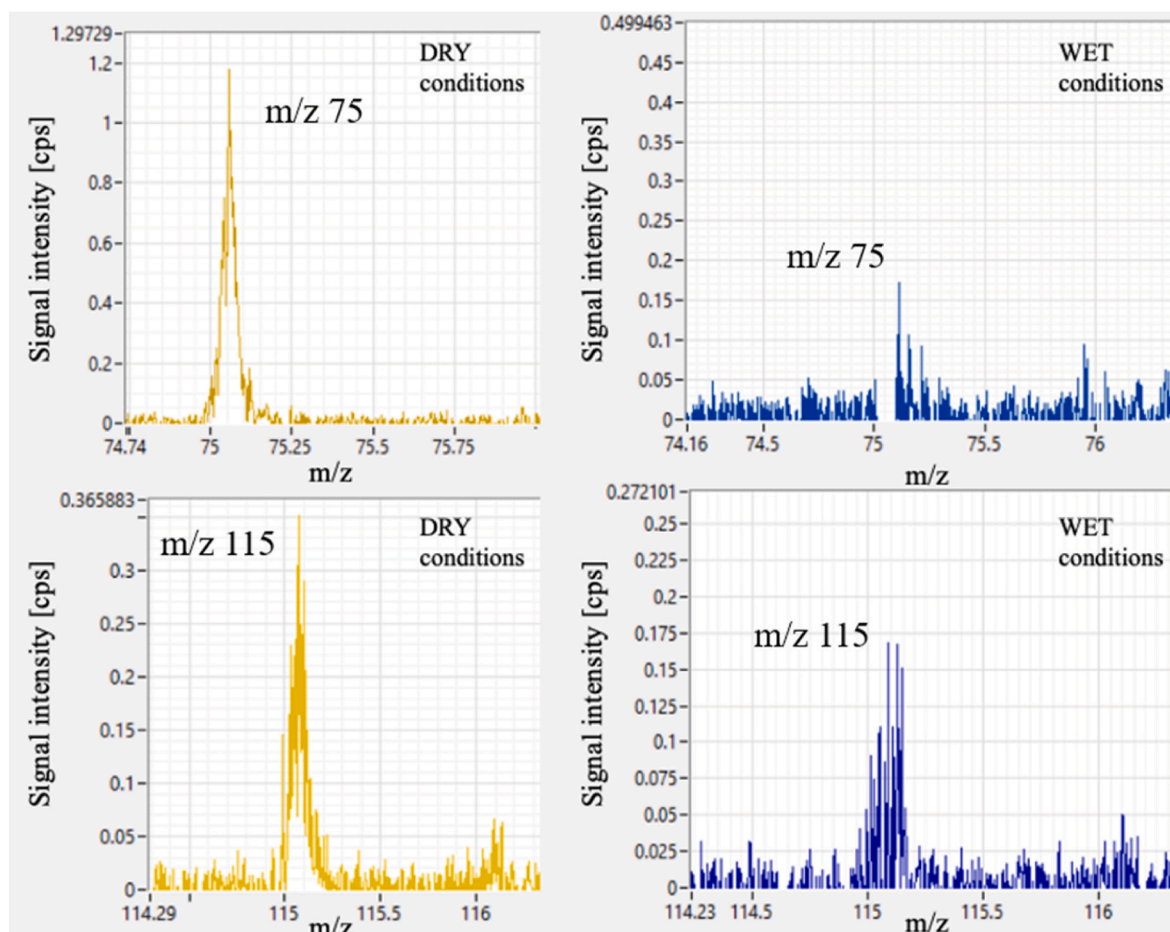 1.29729
1.2
1
0.8
0.6
0.4
0.2
0
Signal intensity [cps]
DRY
conditions
m/z 75
74.74
75
75.25
75.5
75.75
m/z
0.499463
0.45
0.4
0.35
0.3
0.25
0.2
0.15
0.1
0.05
0
Signal intensity [cps]
WET
conditions
m/z 75
74.16
74.5
75
75.5
76
m/z
0.365883
0.3
0.25
0.2
0.15
0.1
0.05
0
Signal intensity [cps]
DRY
conditions
m/z 115
114.29
115
115.5
116
m/z
0.272101
0.25
0.225
0.2
0.175
0.15
0.125
0.1
0.075
0.05
0.025
0
Signal intensity [cps]
WET
conditions
m/z 115
114.23
114.5
115
115.5
116
m/z